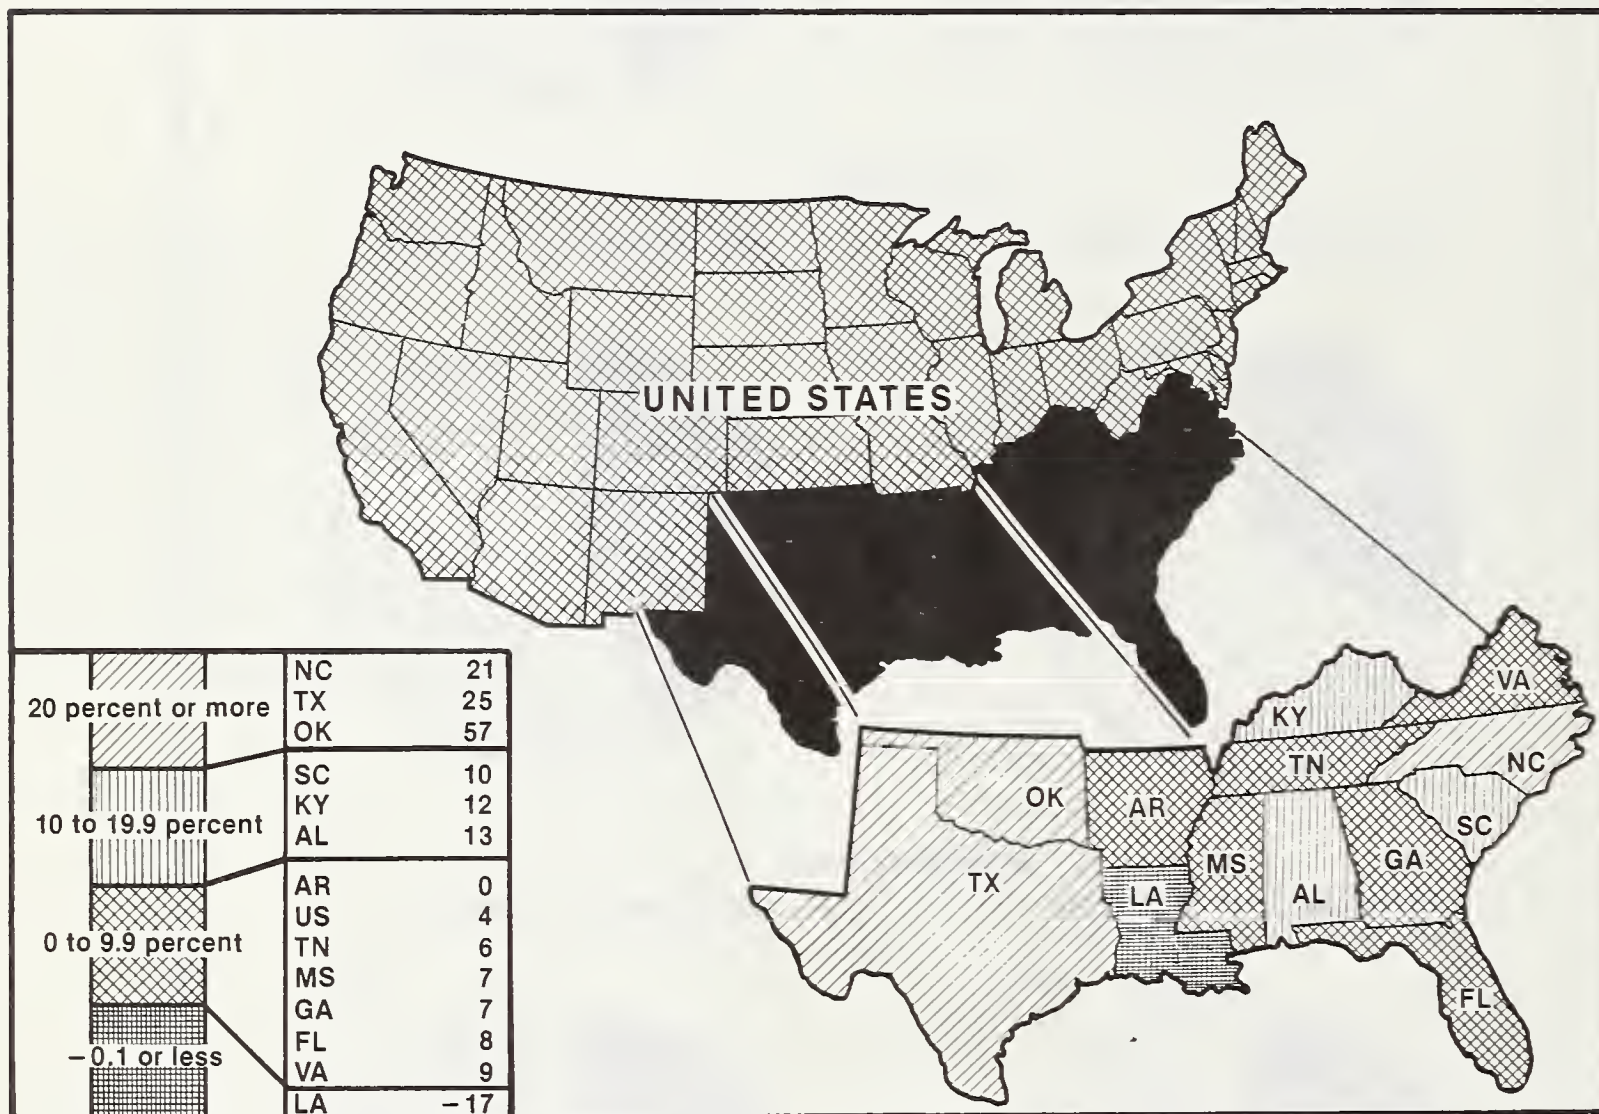 UNITED STATES
20 percent or more
NC 21
TX 25
OK 57
10 to 19.9 percent
SC 10
KY 12
AL 13
0 to 9.9 percent
AR 0
US 4
TN 6
MS 7
GA 7
FL 8
VA 9
−0.1 or less
LA −17
VA
KY
NC
TN
OK
AR
SC
MS
GA
TX
LA
AL
FL